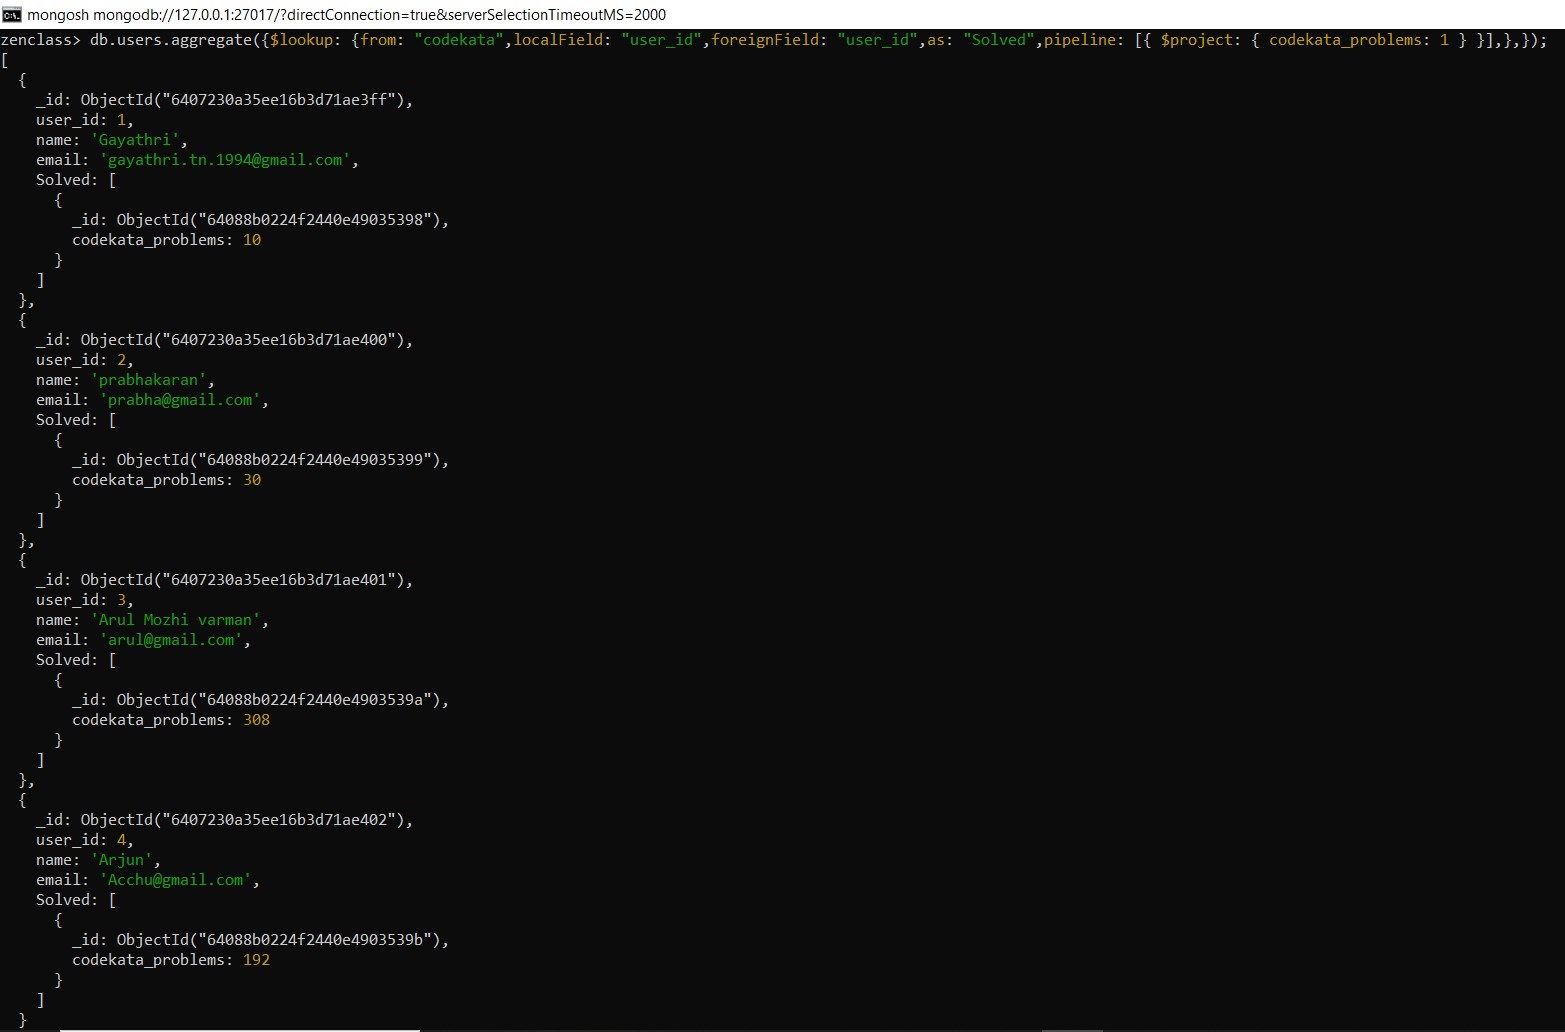 mongosh mongodb://127.0.0.1:27017/?directConnection=true&serverSelectionTimeoutMS=2000
zenclass> db.users.aggregate({$lookup: {from: "codekata",localField: "user_id",foreignField: "user_id",as: "Solved",pipeline: [{ $project: { codekata_problems: 1 } }],},});
[
  {
    _id: ObjectId("6407230a35ee16b3d71ae3ff"),
    user_id: 1,
    name: 'Gayathri',
    email: 'gayathri.tn.1994@gmail.com',
    Solved: [
      {
        _id: ObjectId("64088b0224f2440e49035398"),
        codekata_problems: 10
      }
    ]
  },
  {
    _id: ObjectId("6407230a35ee16b3d71ae400"),
    user_id: 2,
    name: 'prabhakaran',
    email: 'prabha@gmail.com',
    Solved: [
      {
        _id: ObjectId("64088b0224f2440e49035399"),
        codekata_problems: 30
      }
    ]
  },
  {
    _id: ObjectId("6407230a35ee16b3d71ae401"),
    user_id: 3,
    name: 'Arul Mozhi varman',
    email: 'arul@gmail.com',
    Solved: [
      {
        _id: ObjectId("64088b0224f2440e4903539a"),
        codekata_problems: 308
      }
    ]
  },
  {
    _id: ObjectId("6407230a35ee16b3d71ae402"),
    user_id: 4,
    name: 'Arjun',
    email: 'Acchu@gmail.com',
    Solved: [
      {
        _id: ObjectId("64088b0224f2440e4903539b"),
        codekata_problems: 192
      }
    ]
  }